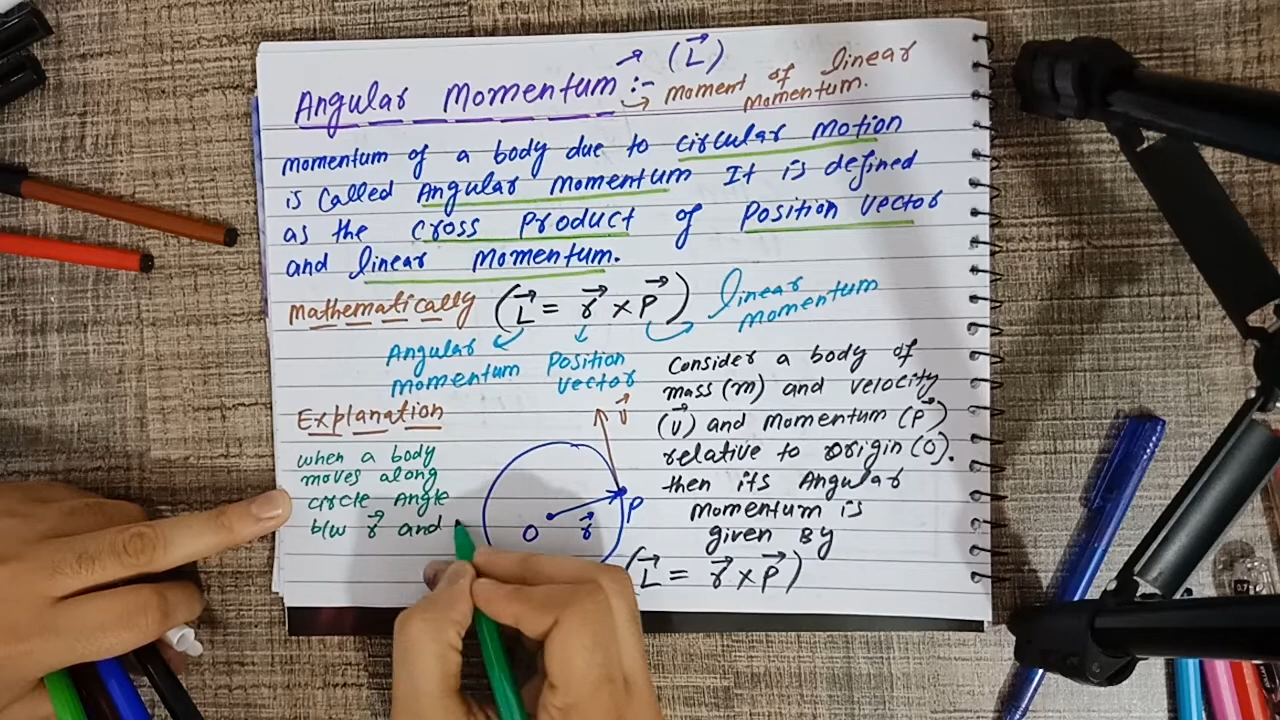 Angular Momentum :- → (L⃗)
↪ moment of linear
momentum.
momentum of a body due to circular motion
is called Angular momentum It is defined
as the cross product of position vector
and linear momentum.
Mathematically (L⃗ = r⃗ × P⃗) linear
momentum
Angular
momentum
position
vector
Explanation
when a body
moves along
circle Angle
b/w r⃗ and
v⃗
P
O
r⃗
Consider a body of
mass (m) and velocity
(v⃗) and momentum (P⃗)
relative to origin (O).
then its Angular
momentum is
given By
(L⃗ = r⃗ × P⃗)